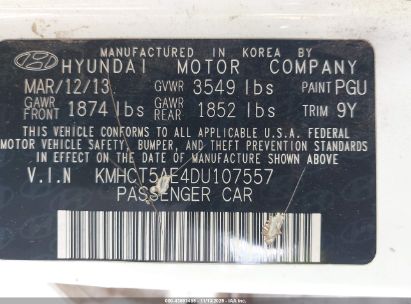 MANUFACTURED IN KOREA BY
HYUNDAI MOTOR COMPANY
MAR/12/13 GVWR 3549 lbs PAINT PGU
GAWR FRONT 1874 lbs GAWR REAR 1852 lbs TRIM 9Y
THIS VEHICLE CONFORMS TO ALL APPLICABLE U.S.A. FEDERAL
MOTOR VEHICLE SAFETY, BUMPER, AND THEFT PREVENTION STANDARDS
IN EFFECT ON THE DATE OF MANUFACTURE SHOWN ABOVE.
V.I.N KMHCT5AE4DU107557
PASSENGER CAR